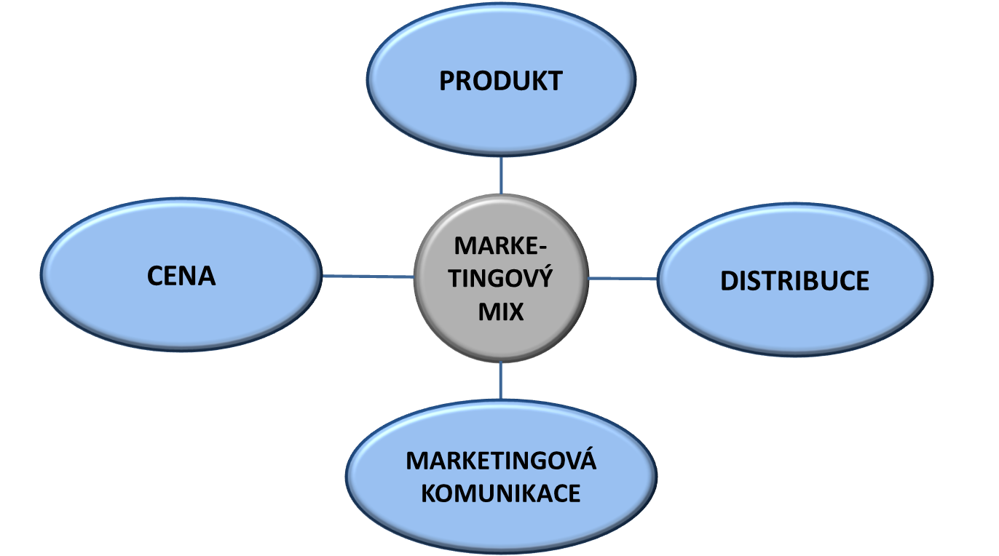 PRODUKT
CENA
MARKE-
TINGOVÝ
MIX
DISTRIBUCE
MARKETINGOVÁ
KOMUNIKACE